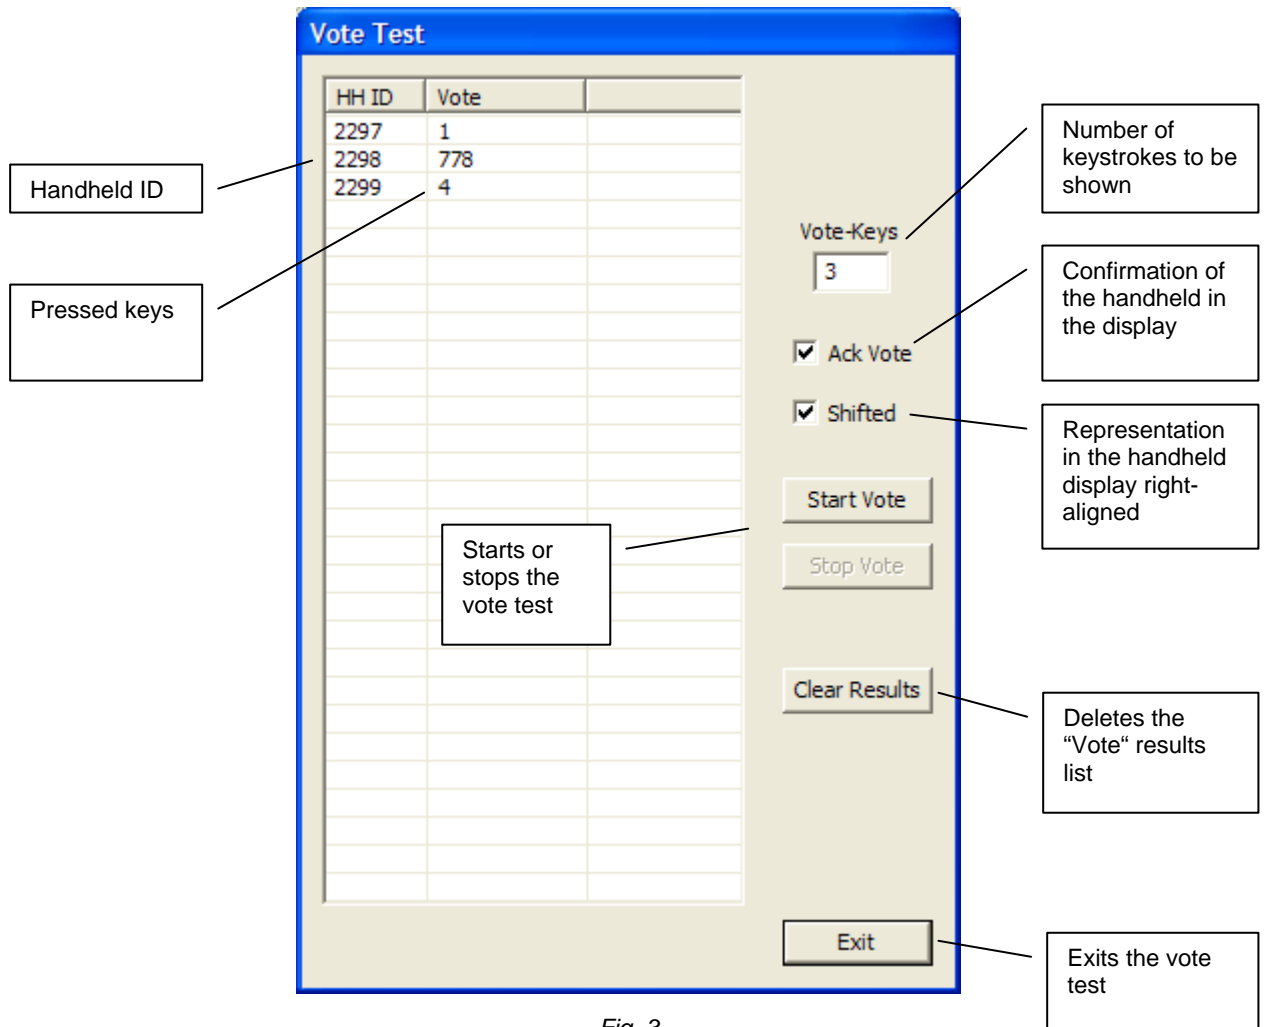 Vote Test
HH ID Vote
2297 1
2298 778
2299 4
Handheld ID
Pressed keys
Number of
keystrokes to be
shown
Vote-Keys
3
Confirmation of
the handheld in
the display
Ack Vote
Shifted
Representation
in the handheld
display right-
aligned
Start Vote
Starts or
stops the
vote test
Stop Vote
Clear Results
Deletes the
“Vote“ results
list
Exit
Exits the vote
test